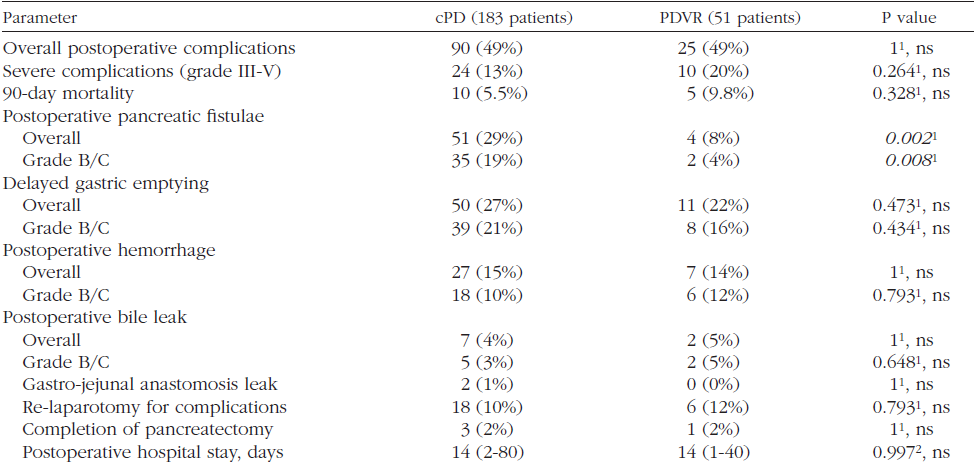 Parameter cPD (183 patients) PDVR (51 patients) P value
Overall postoperative complications 90 (49%) 25 (49%) 1¹, ns
Severe complications (grade III-V) 24 (13%) 10 (20%) 0.264¹, ns
90-day mortality 10 (5.5%) 5 (9.8%) 0.328¹, ns
Postoperative pancreatic fistulae
Overall 51 (29%) 4 (8%) 0.002¹
Grade B/C 35 (19%) 2 (4%) 0.008¹
Delayed gastric emptying
Overall 50 (27%) 11 (22%) 0.473¹, ns
Grade B/C 39 (21%) 8 (16%) 0.434¹, ns
Postoperative hemorrhage
Overall 27 (15%) 7 (14%) 1¹, ns
Grade B/C 18 (10%) 6 (12%) 0.793¹, ns
Postoperative bile leak
Overall 7 (4%) 2 (5%) 1¹, ns
Grade B/C 5 (3%) 2 (5%) 0.648¹, ns
Gastro-jejunal anastomosis leak 2 (1%) 0 (0%) 1¹, ns
Re-laparotomy for complications 18 (10%) 6 (12%) 0.793¹, ns
Completion of pancreatectomy 3 (2%) 1 (2%) 1¹, ns
Postoperative hospital stay, days 14 (2-80) 14 (1-40) 0.997², ns